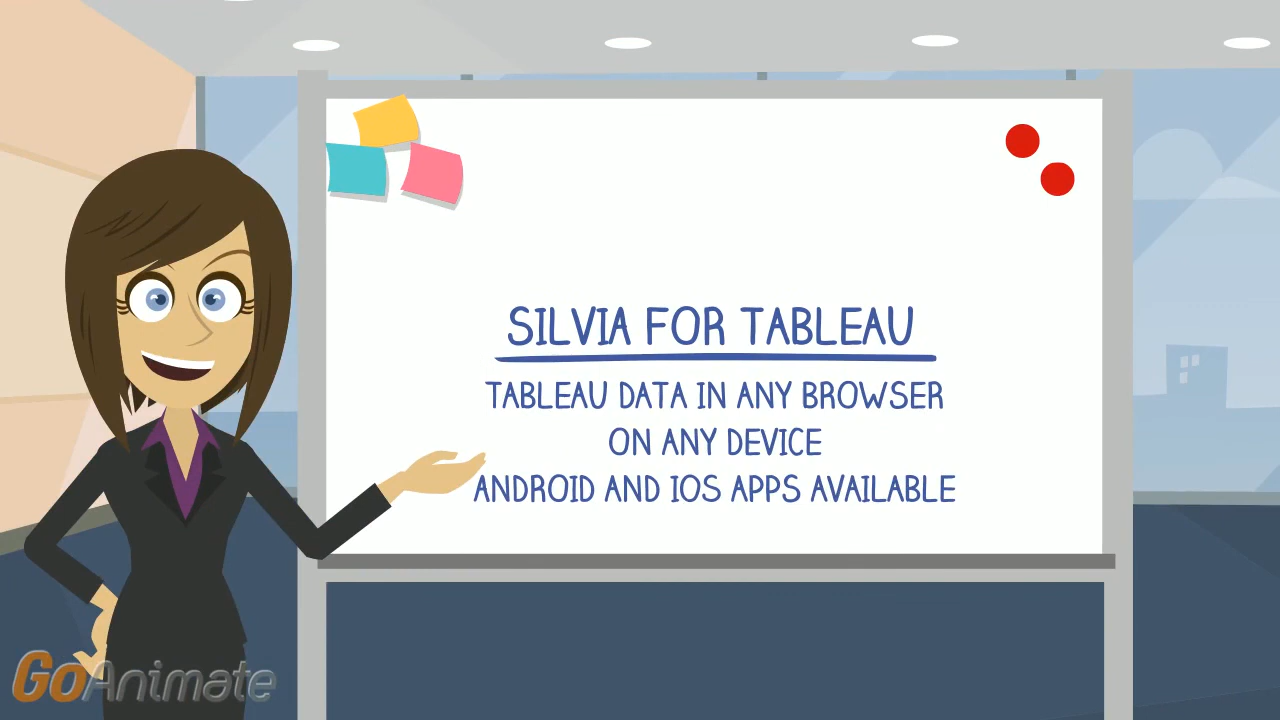 SILVIA FOR TABLEAU
TABLEAU DATA IN ANY BROWSER
ON ANY DEVICE
ANDROID AND IOS APPS AVAILABLE
GoAnimate